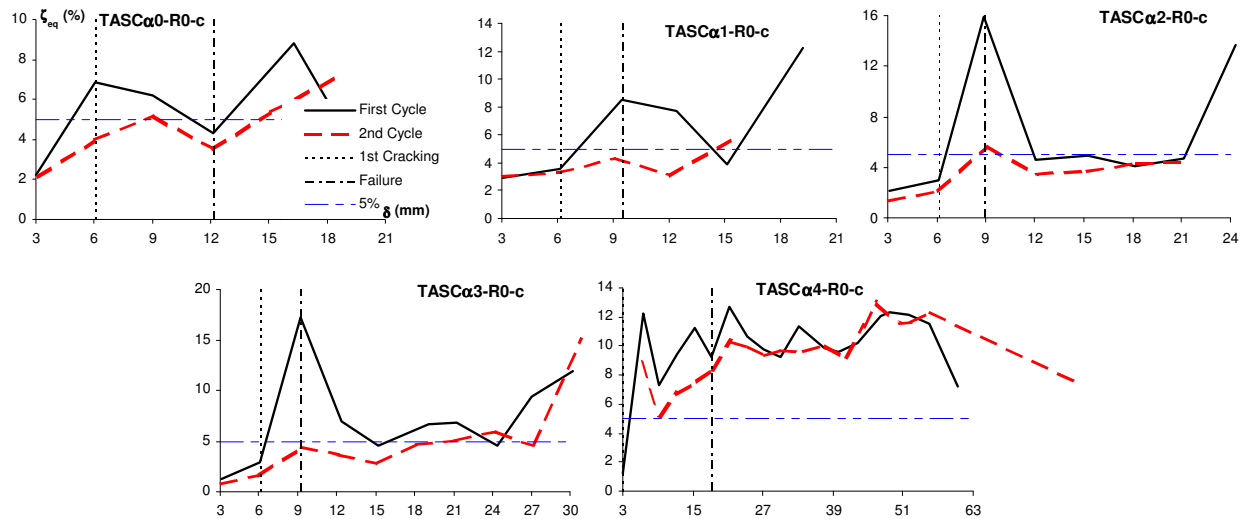 ζeq (%)
TASCα0-R0-c
10
8
6
4
2
0
3 6 9 12 15 18 21
First Cycle
2nd Cycle
1st Cracking
Failure
5%
δ (mm)
TASCα1-R0-c
14
12
10
8
6
4
2
0
3 6 9 12 15 18 21
TASCα2-R0-c
16
12
8
4
0
3 6 9 12 15 18 21 24
TASCα3-R0-c
20
15
10
5
0
3 6 9 12 15 18 21 24 27 30
TASCα4-R0-c
14
12
10
8
6
4
2
0
3 15 27 39 51 63